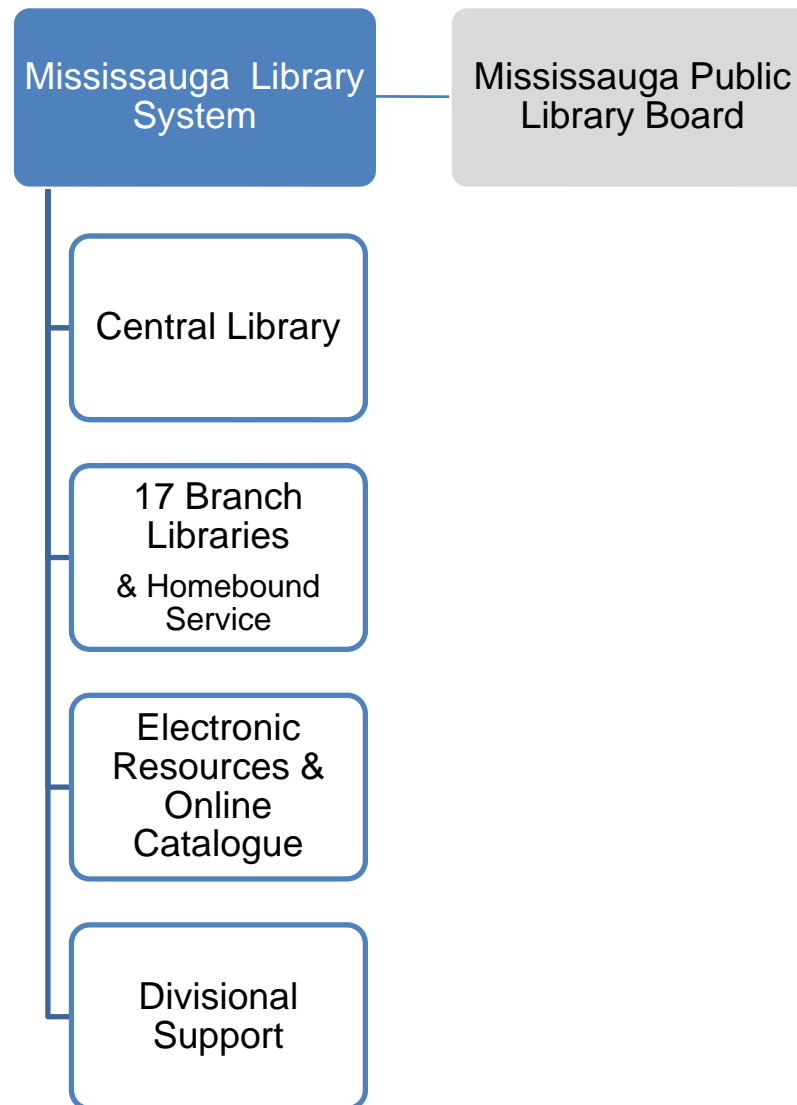 Mississauga Library
System
Mississauga Public
Library Board
Central Library
17 Branch
Libraries
& Homebound
Service
Electronic
Resources &
Online
Catalogue
Divisional
Support